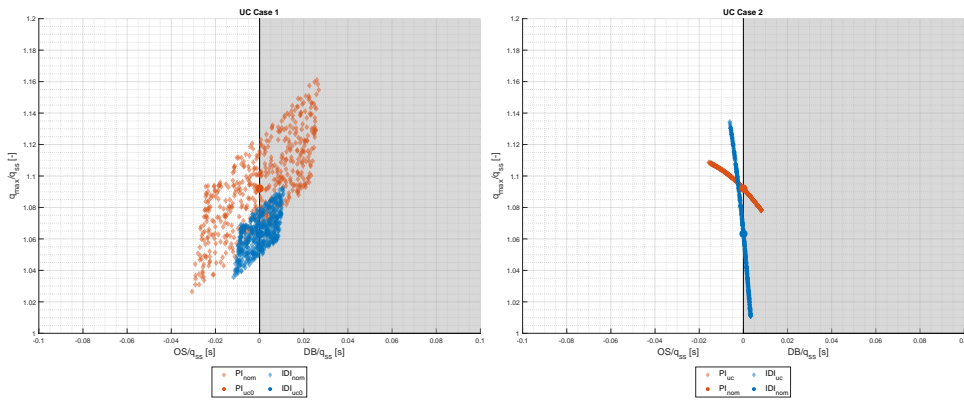 UC Case 1
q_max/q_ss [-]
1.2
1.18
1.16
1.14
1.12
1.1
1.08
1.06
1.04
1.02
1
-0.1 -0.08 -0.06 -0.04 -0.02 0 0.02 0.04 0.06 0.08 0.1
OS/q_ss [s] DB/q_ss [s]
PI_nom IDI_nom
PI_uc0 IDI_uc0
UC Case 2
q_max/q_ss [-]
1.2
1.18
1.16
1.14
1.12
1.1
1.08
1.06
1.04
1.02
1
-0.1 -0.08 -0.06 -0.04 -0.02 0 0.02 0.04 0.06 0.08 0.1
OS/q_ss [s] DB/q_ss [s]
PI_uc IDI_uc
PI_nom IDI_nom